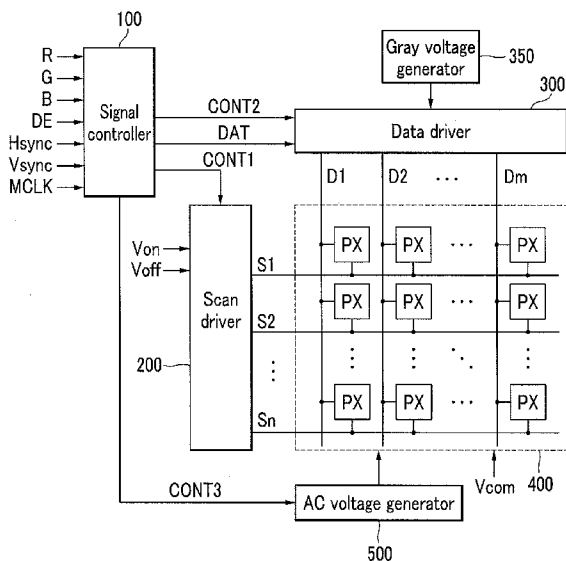 100
R
G
B
DE
Hsync
Vsync
MCLK
Signal
controller
CONT2
DAT
CONT1
Gray voltage
generator
350
300
Data driver
D1 D2 ... Dm
Von
Voff
Scan
driver
200
S1
S2
Sn
PX PX ... PX
PX PX ... PX
PX PX ... PX
CONT3
AC voltage generator
500
Vcom
400